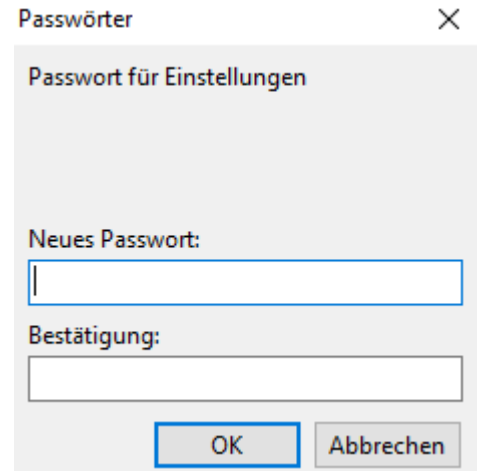 Passwörter
Passwort für Einstellungen
Neues Passwort:
Bestätigung:
OK Abbrechen